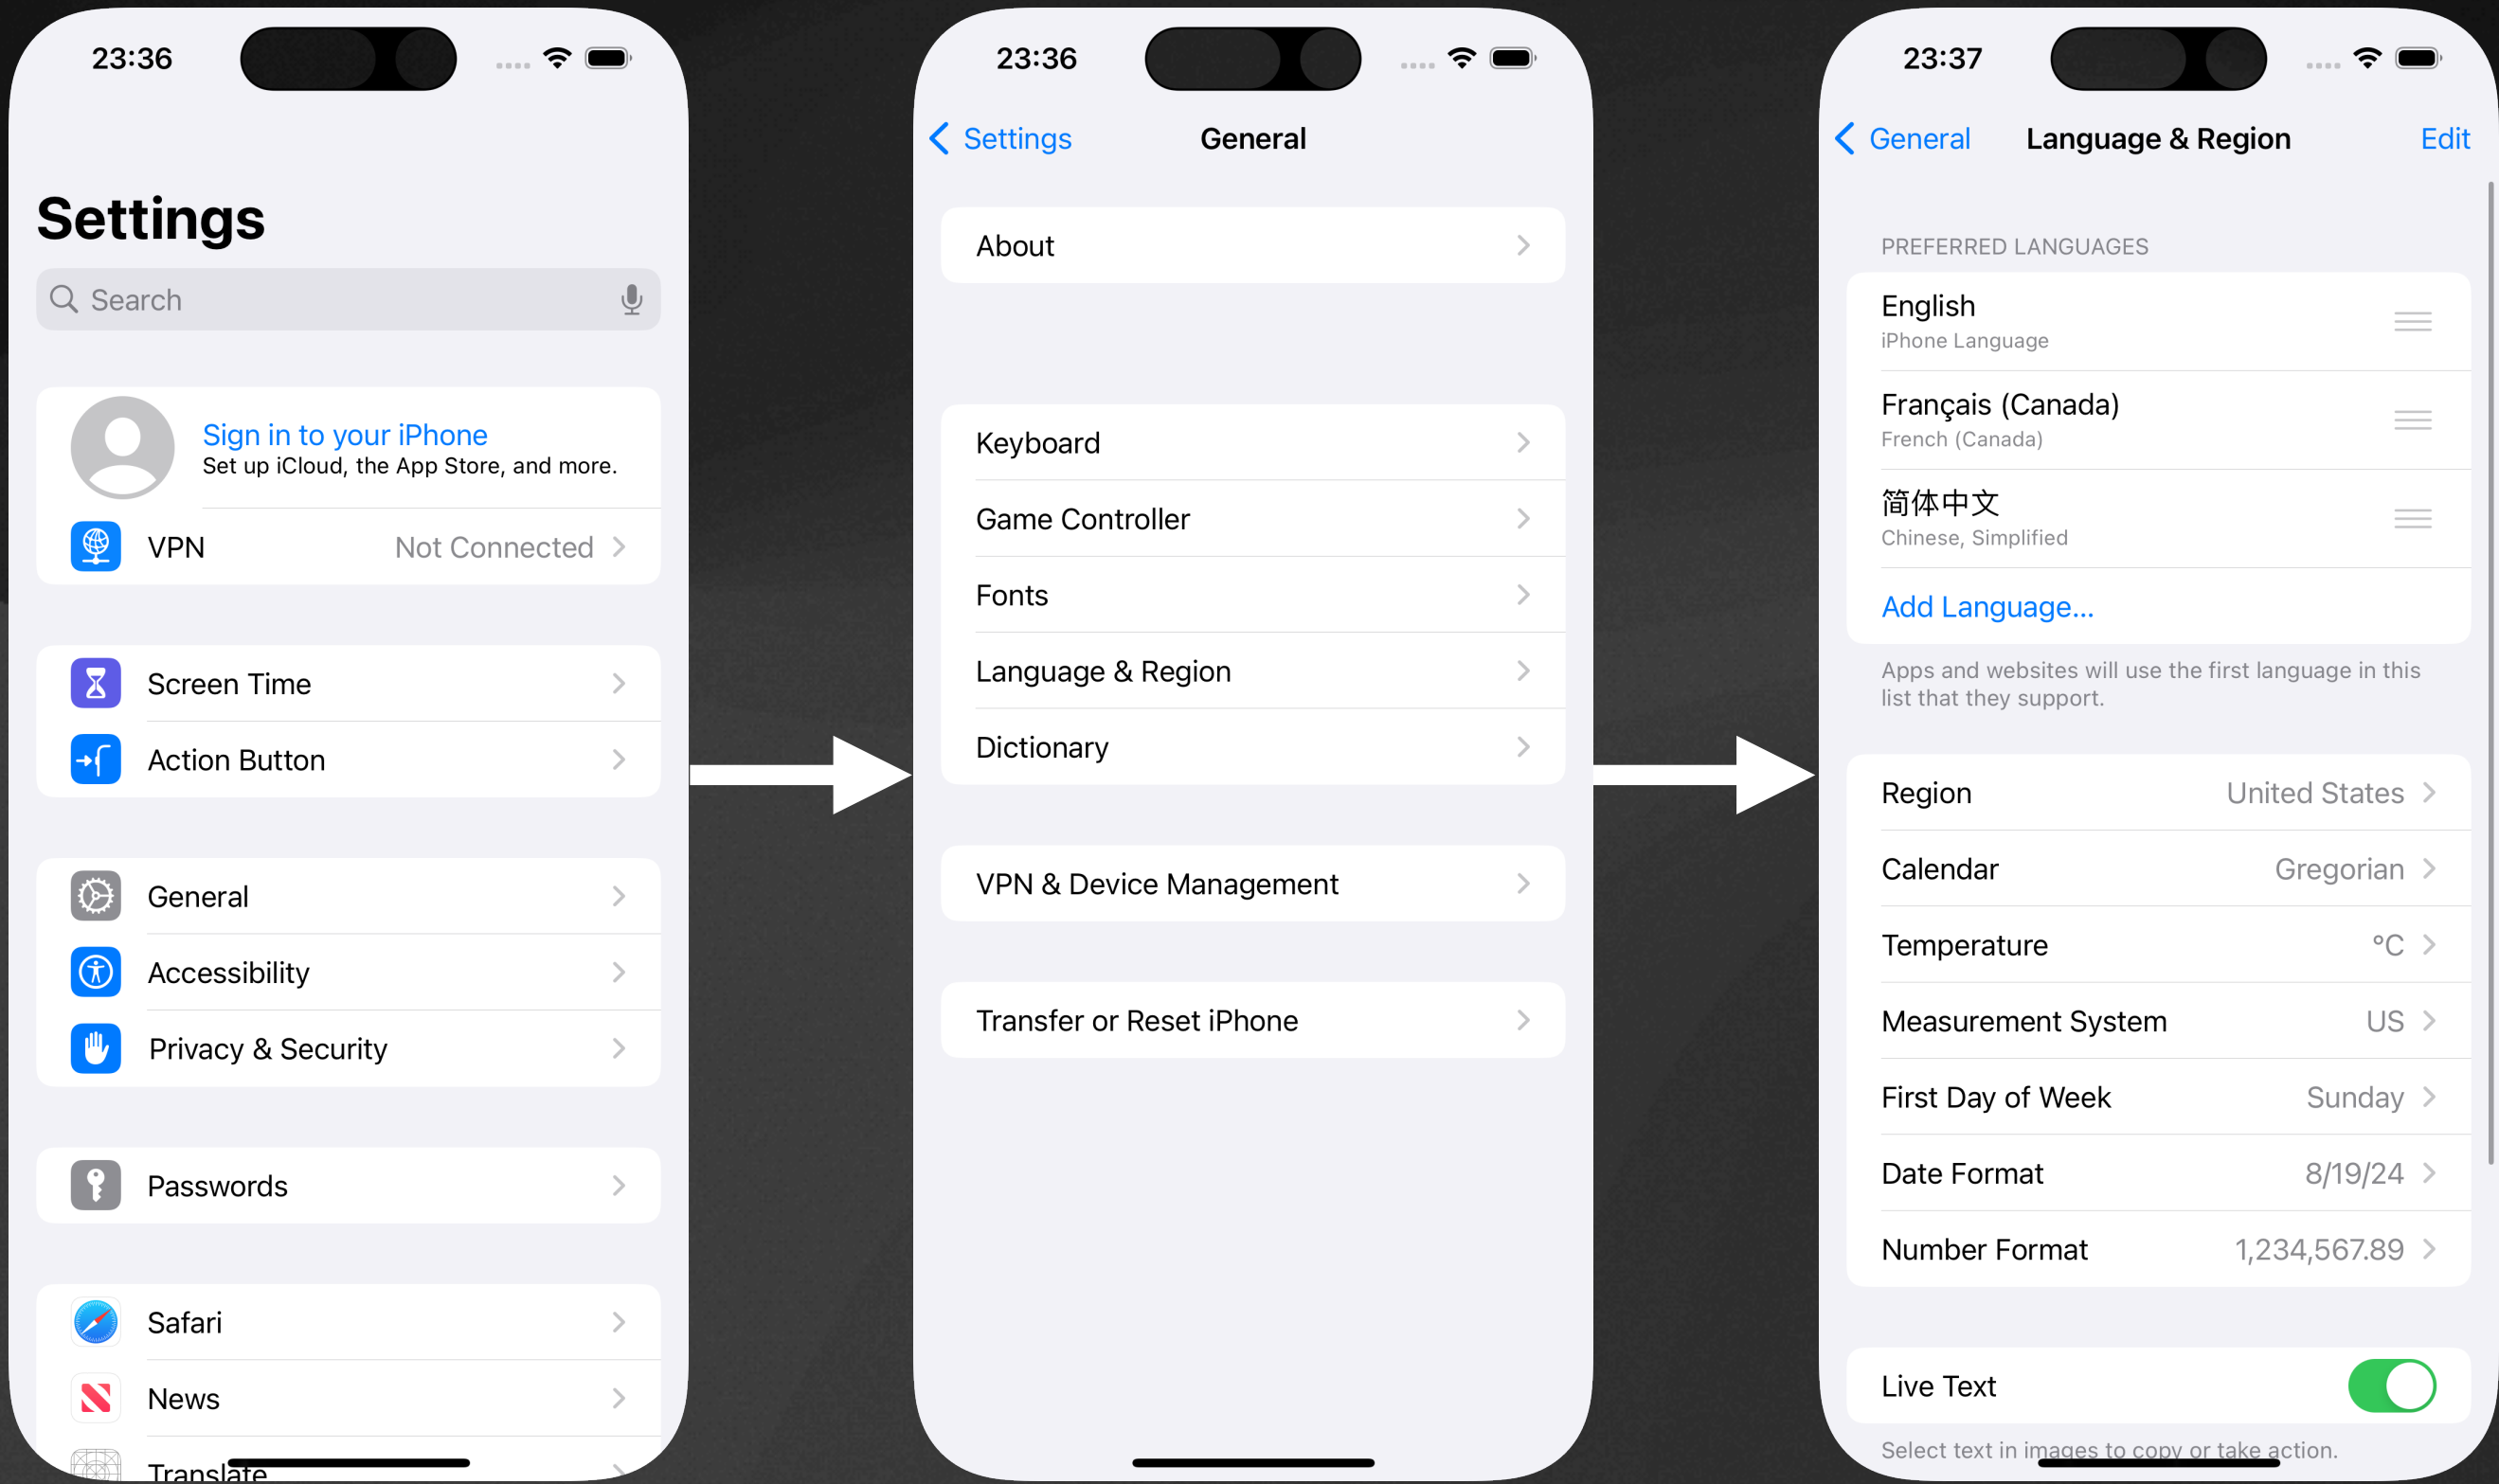 23:36
Settings
Search
Sign in to your iPhone
Set up iCloud, the App Store, and more.
VPN Not Connected
Screen Time
Action Button
General
Accessibility
Privacy & Security
Passwords
Safari
News
Translate
23:36
Settings General
About
Keyboard
Game Controller
Fonts
Language & Region
Dictionary
VPN & Device Management
Transfer or Reset iPhone
23:37
General Language & Region Edit
PREFERRED LANGUAGES
English
iPhone Language
Français (Canada)
French (Canada)
简体中文
Chinese, Simplified
Add Language...
Apps and websites will use the first language in this
list that they support.
Region United States
Calendar Gregorian
Temperature °C
Measurement System US
First Day of Week Sunday
Date Format 8/19/24
Number Format 1,234,567.89
Live Text
Select text in images to copy or take action.